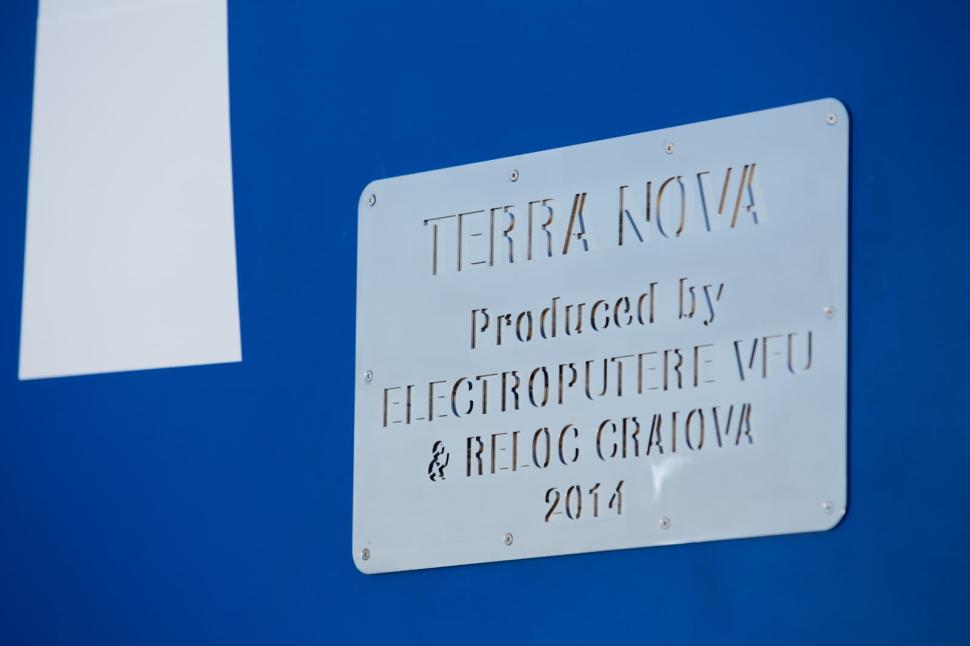 TERRA NOVA
Produced by
ELECTROPUTERE VFU
& RELOC CRAIOVA
2014